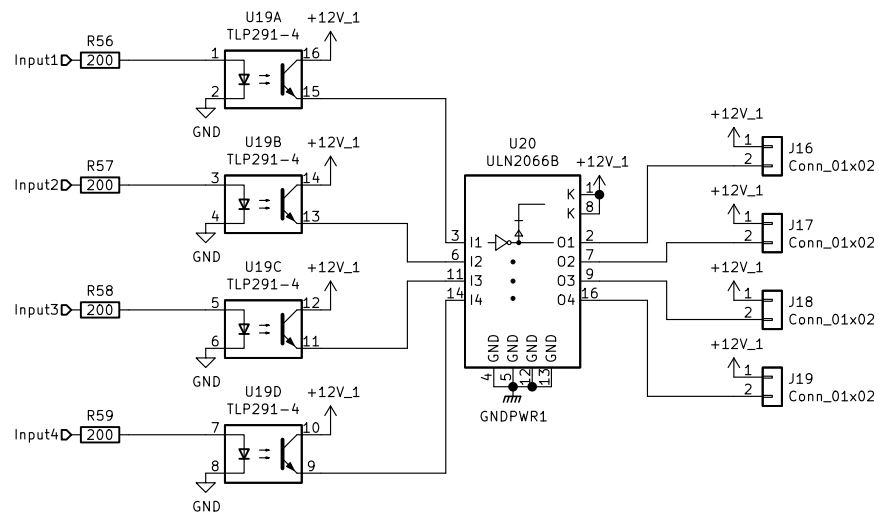 U19A
TLP291-4
+12V_1
R56
Input1
200
1
2
16
15
GND
U19B
TLP291-4
+12V_1
R57
Input2
200
3
4
14
13
GND
U19C
TLP291-4
+12V_1
R58
Input3
200
5
6
12
11
GND
U19D
TLP291-4
+12V_1
R59
Input4
200
7
8
10
9
GND
U20
ULN2066B
+12V_1
K 1
K 8
3 I1
O1 2
6 I2
O2 7
11 I3
O3 9
14 I4
O4 16
GND
GND
GND
GND
4
5
12
13
GNDPWR1
+12V_1
1
2
J16
Conn_01x02
+12V_1
1
2
J17
Conn_01x02
+12V_1
1
2
J18
Conn_01x02
+12V_1
1
2
J19
Conn_01x02